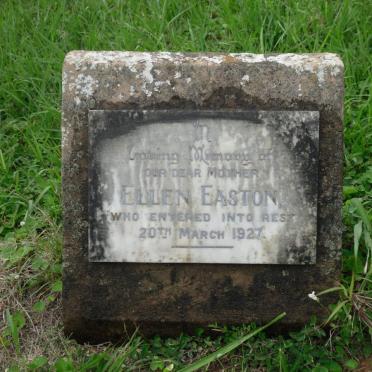 In
Loving Memory of
OUR DEAR MOTHER
ELLEN EASTON,
WHO ENTERED INTO REST
20TH MARCH 1927.